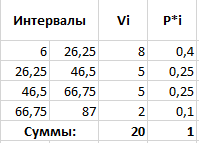 Интервалы Vi P*i
6 26,25 8 0,4
26,25 46,5 5 0,25
46,5 66,75 5 0,25
66,75 87 2 0,1
Суммы: 20 1